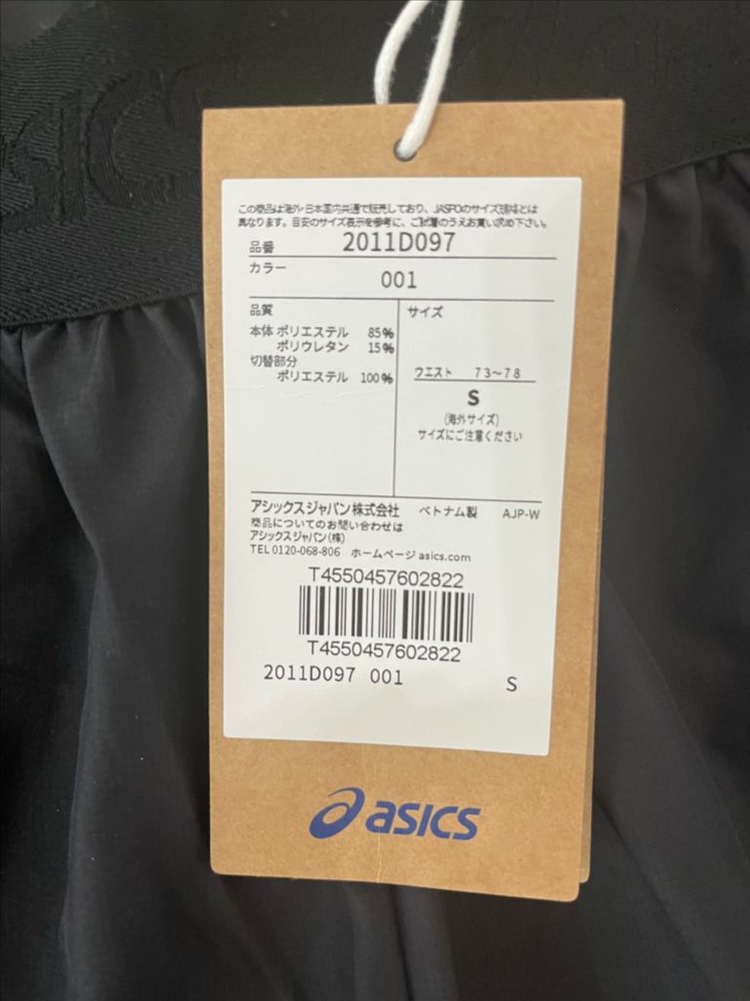 この商品は海外・日本国内共通で販売しており、JASPOのサイズ規格とは
異なります。目安のサイズ表示を参考に、ご試着のうえお買い求め下さい。
品番 2011D097
カラー
001
品質
本体 ポリエステル 85%
ポリウレタン 15%
切替部分
ポリエステル 100%
サイズ
ウエスト 73～78
S
(海外サイズ)
サイズにご注意ください
アシックスジャパン株式会社 ベトナム製 AJP-W
商品についてのお問い合わせは
アシックスジャパン(株)
TEL 0120-068-806 ホームページ asics.com
T4550457602822
T4550457602822
2011D097 001 S
asics
ASICS